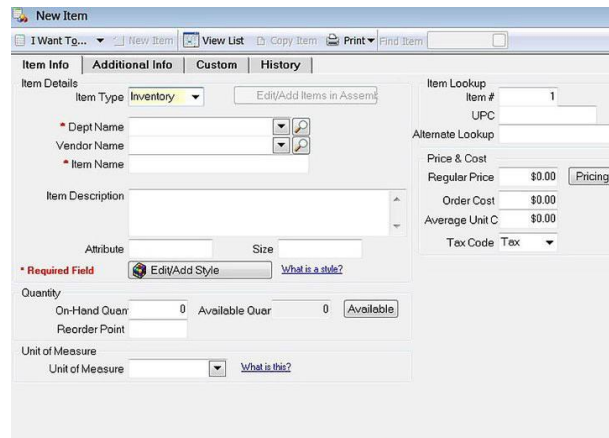 New Item
I Want To... New Item View List Copy Item Print Find Item
Item Info Additional Info Custom History
Item Details
Item Type Inventory Edit/Add Items in Assemb
* Dept Name
Vendor Name
* Item Name
Item Description
Attribute Size
* Required Field Edit/Add Style What is a style?
Quantity
On-Hand Quan 0 Available Quar 0 Available
Reorder Point
Unit of Measure
Unit of Measure What is this?
Item Lookup
Item # 1
UPC
Alternate Lookup
Price & Cost
Regular Price $0.00 Pricing
Order Cost $0.00
Average Unit C $0.00
Tax Code Tax